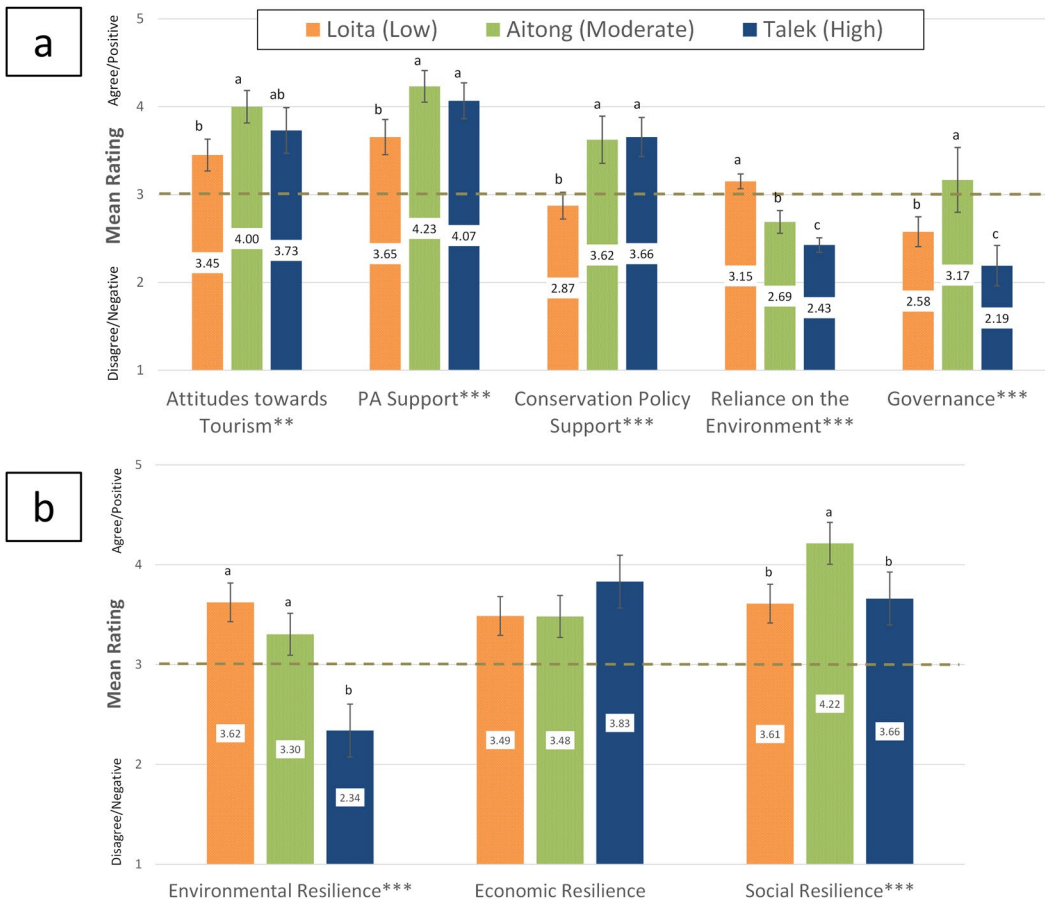 a
5
4
3
2
1
Agree/Positive
Mean Rating
Disagree/Negative
Loita (Low) Aitong (Moderate) Talek (High)
b a ab b a a b a a a b c b a c
3.45 4.00 3.73 3.65 4.23 4.07 2.87 3.62 3.66 3.15 2.69 2.43 2.58 3.17 2.19
Attitudes towards PA Support*** Conservation Policy Reliance on the Governance***
Tourism** Support*** Environment***
b
5
4
3
2
1
Agree/Positive
Mean Rating
Disagree/Negative
a a b b a b
3.62 3.30 2.34 3.49 3.48 3.83 3.61 4.22 3.66
Environmental Resilience*** Economic Resilience Social Resilience***